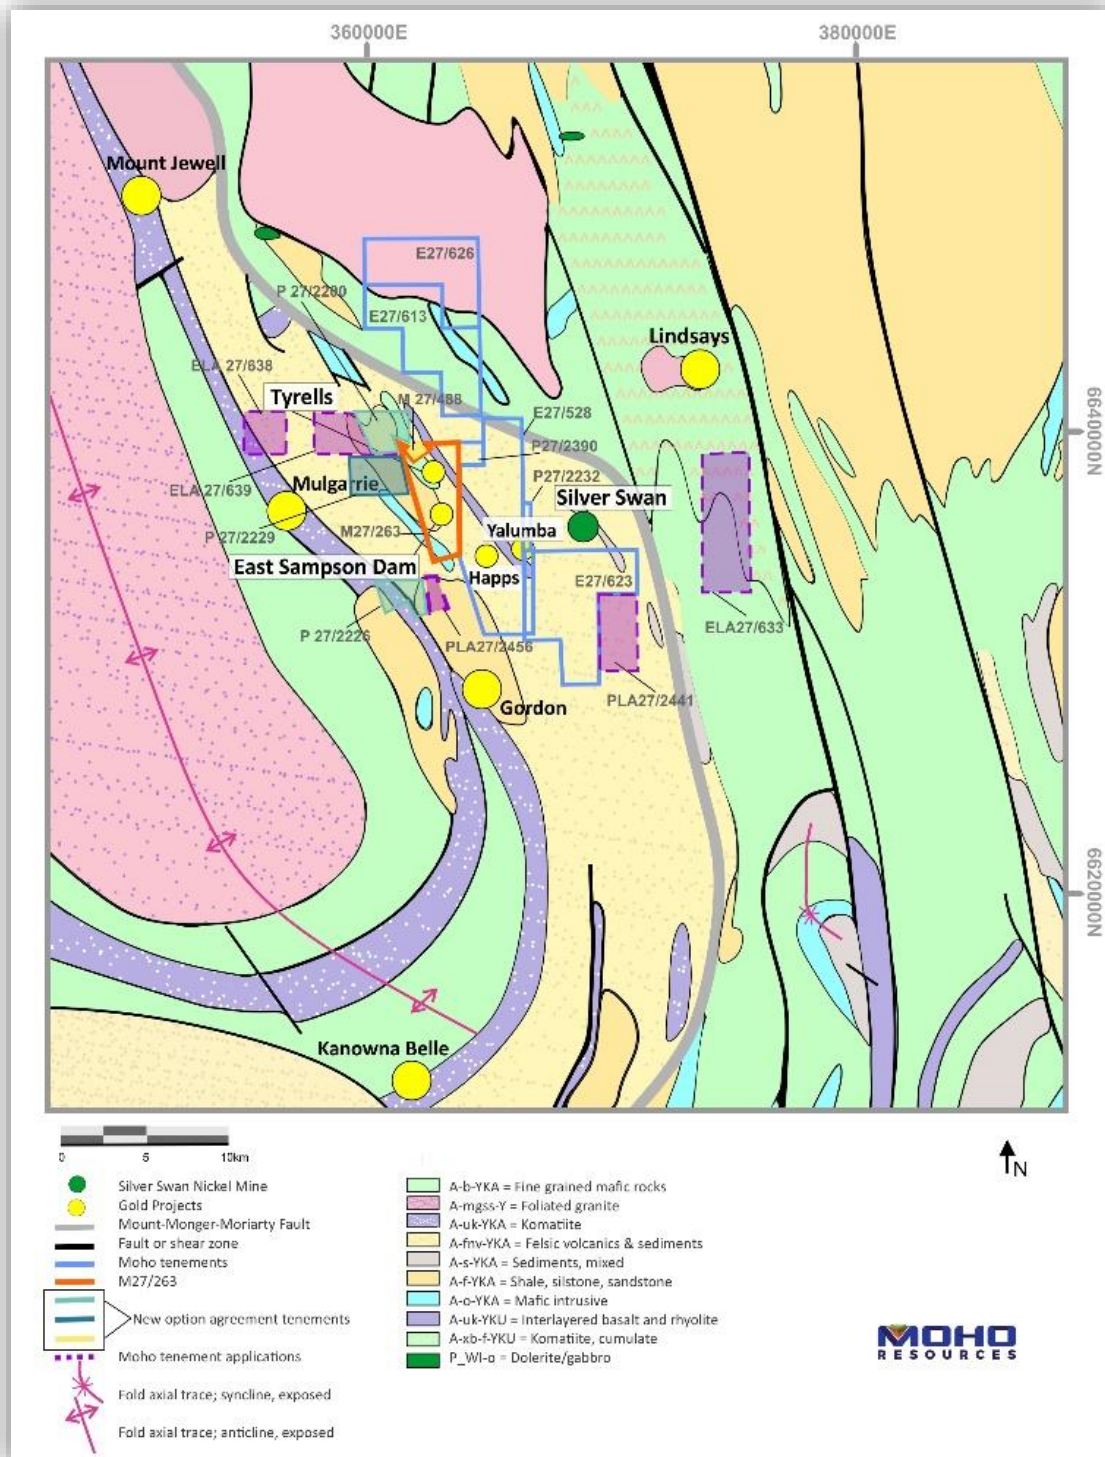 360000E
380000E
Mount Jewell
E27/626
P 27/2280
E27/613
Lindsays
ELA 27/638
Tyrells
M 27/488
E27/528
6640000N
P27/2390
P27/2232
ELA 27/639
Mulgarrie
Silver Swan
P 27/2229
M27/263
Yalumba
East Sampson Dam
Happs
E27/623
P 27/2226
PLA27/2456
ELA27/633
PLA27/2441
Gordon
6620000N
Kanowna Belle
0 5 10km
N
Silver Swan Nickel Mine
Gold Projects
Mount-Monger-Moriarty Fault
Fault or shear zone
Moho tenements
M27/263
New option agreement tenements
Moho tenement applications
Fold axial trace; syncline, exposed
Fold axial trace; anticline, exposed
A-b-YKA = Fine grained mafic rocks
A-mgss-Y = Foliated granite
A-uk-YKA = Komatiite
A-fnv-YKA = Felsic volcanics & sediments
A-s-YKA = Sediments, mixed
A-f-YKA = Shale, silstone, sandstone
A-o-YKA = Mafic intrusive
A-uk-YKU = Interlayered basalt and rhyolite
A-xb-f-YKU = Komatiite, cumulate
P_WI-o = Dolerite/gabbro
MOHO
RESOURCES